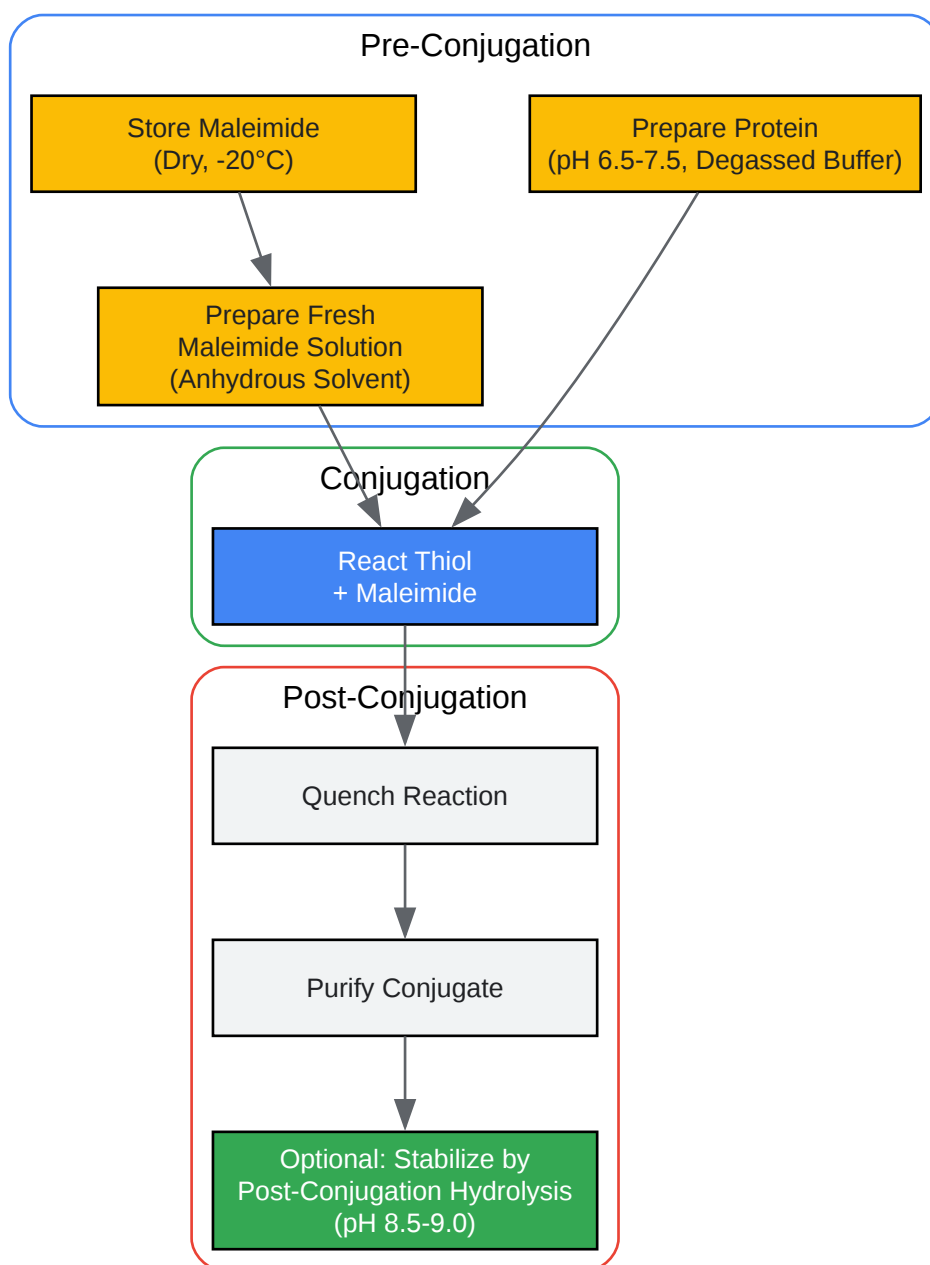 Pre-Conjugation
Store Maleimide
(Dry, -20°C)
Prepare Protein
(pH 6.5-7.5, Degassed Buffer)
Prepare Fresh
Maleimide Solution
(Anhydrous Solvent)
Conjugation
React Thiol
+ Maleimide
Post-Conjugation
Quench Reaction
Purify Conjugate
Optional: Stabilize by
Post-Conjugation Hydrolysis
(pH 8.5-9.0)